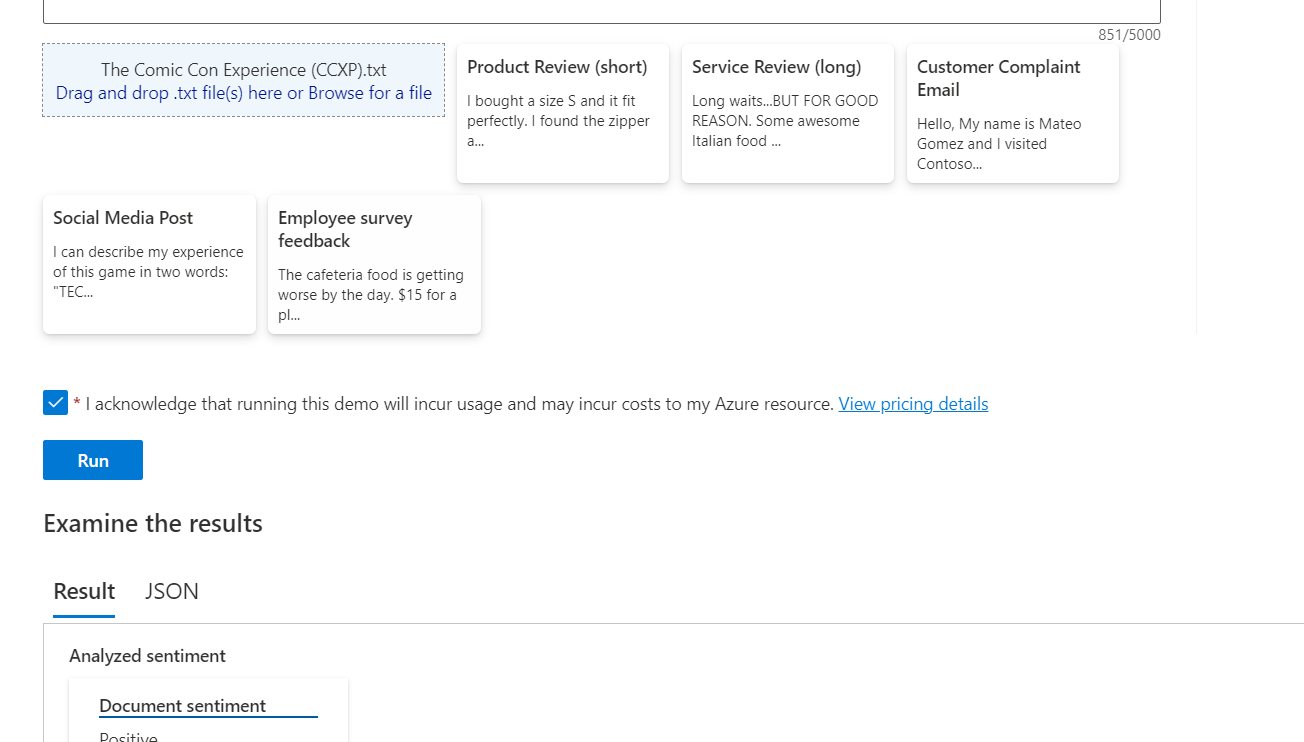 851/5000
The Comic Con Experience (CCXP).txt
Drag and drop .txt file(s) here or Browse for a file
Product Review (short)
I bought a size S and it fit
perfectly. I found the zipper
a...
Service Review (long)
Long waits...BUT FOR GOOD
REASON. Some awesome
Italian food ...
Customer Complaint
Email
Hello, My name is Mateo
Gomez and I visited
Contoso...
Social Media Post
I can describe my experience
of this game in two words:
"TEC...
Employee survey
feedback
The cafeteria food is getting
worse by the day. $15 for a
pl...
* I acknowledge that running this demo will incur usage and may incur costs to my Azure resource. View pricing details
Run
Examine the results
Result JSON
Analyzed sentiment
Document sentiment
Positive